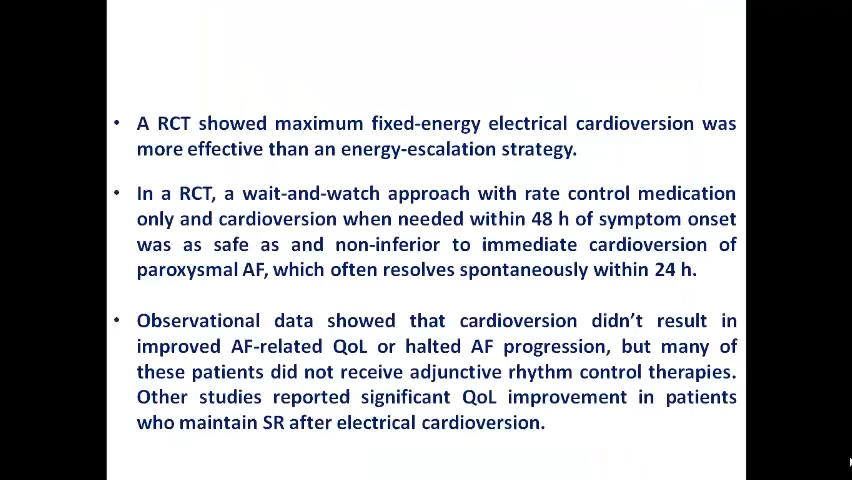 • A RCT showed maximum fixed-energy electrical cardioversion was
more effective than an energy-escalation strategy.
• In a RCT, a wait-and-watch approach with rate control medication
only and cardioversion when needed within 48 h of symptom onset
was as safe as and non-inferior to immediate cardioversion of
paroxysmal AF, which often resolves spontaneously within 24 h.
• Observational data showed that cardioversion didn’t result in
improved AF-related QoL or halted AF progression, but many of
these patients did not receive adjunctive rhythm control therapies.
Other studies reported significant QoL improvement in patients
who maintain SR after electrical cardioversion.